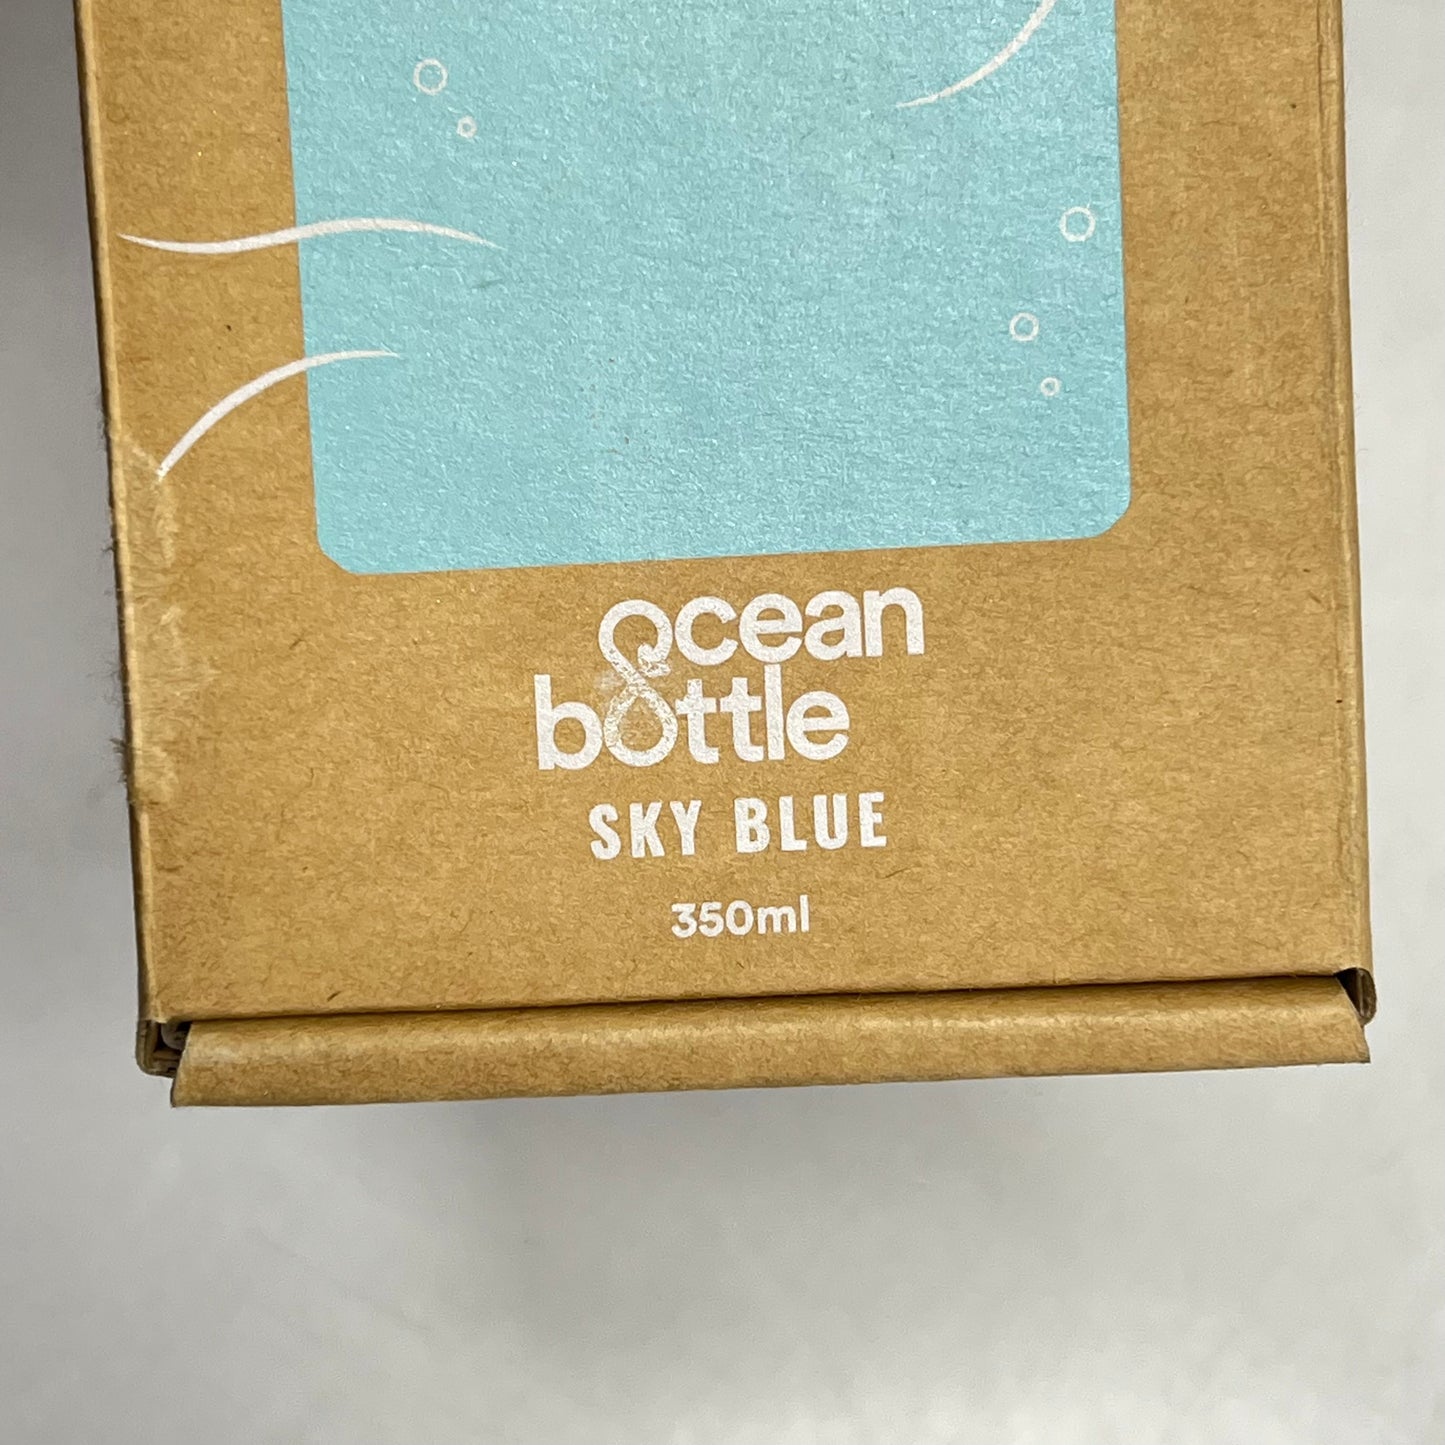 ocean
bottle
SKY BLUE
350ml